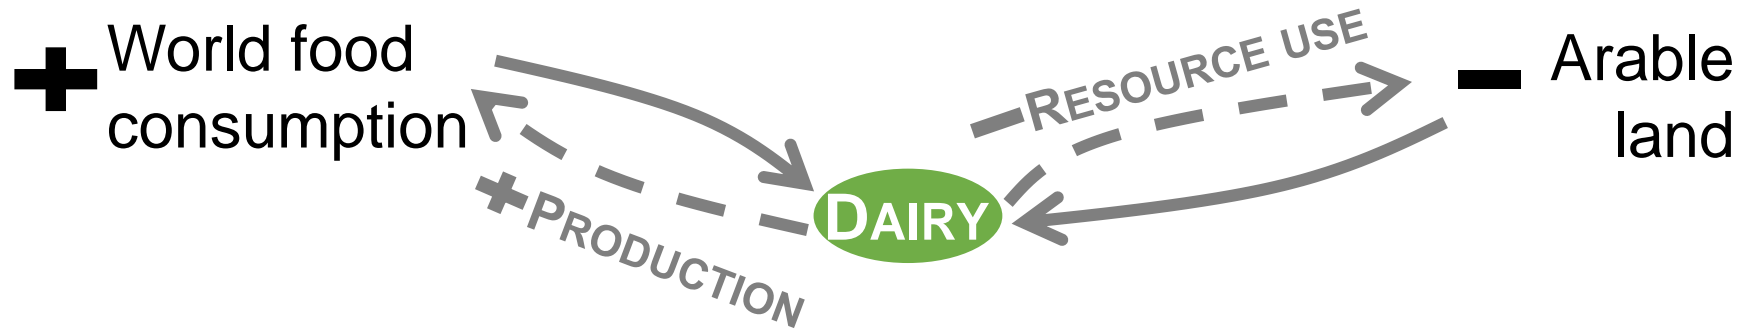 + World food
consumption
+ PRODUCTION
DAIRY
- RESOURCE USE
- Arable
land